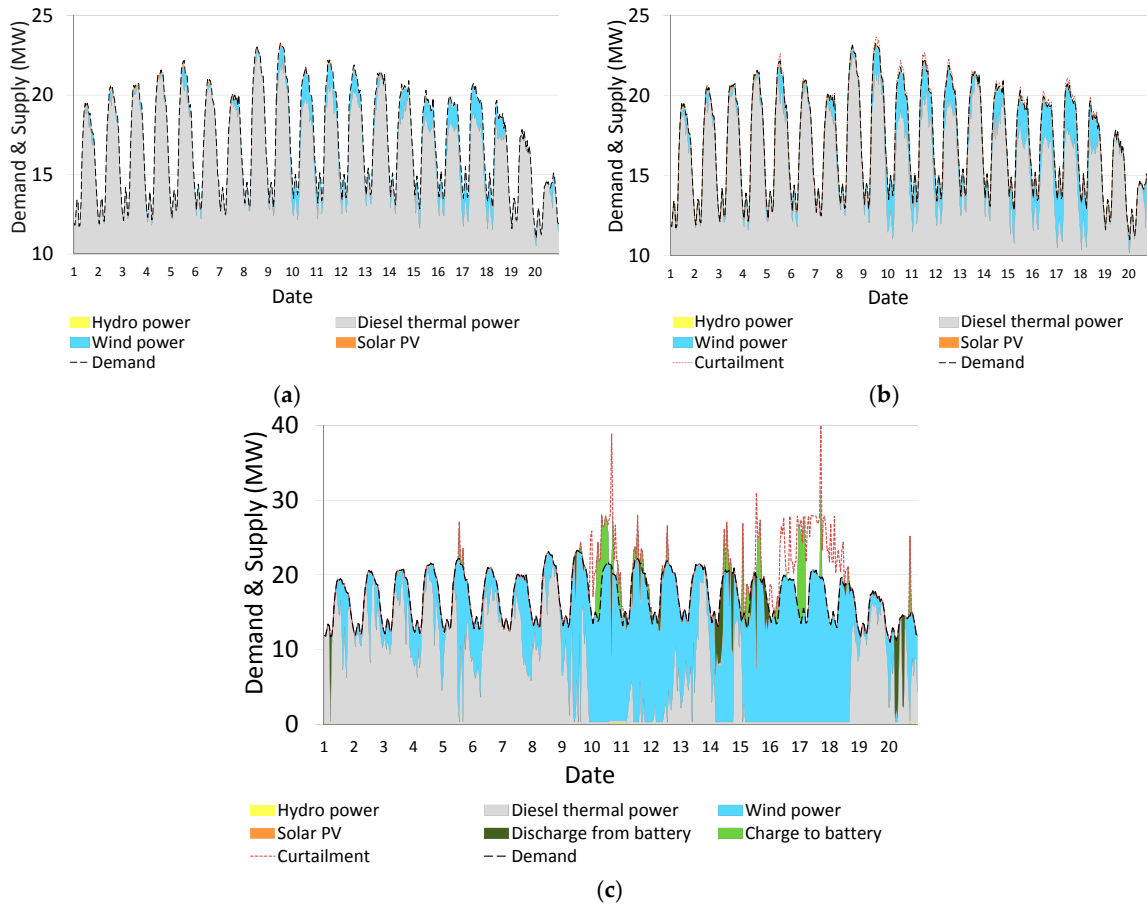 Demand & Supply (MW)
25
20
15
10
1 2 3 4 5 6 7 8 9 10 11 12 13 14 15 16 17 18 19 20
Date
Hydro power Diesel thermal power
Wind power Solar PV
Demand
(a)
Demand & Supply (MW)
25
20
15
10
1 2 3 4 5 6 7 8 9 10 11 12 13 14 15 16 17 18 19 20
Date
Hydro power Diesel thermal power
Wind power Solar PV
Curtailment Demand
(b)
Demand & Supply (MW)
40
30
20
10
0
1 2 3 4 5 6 7 8 9 10 11 12 13 14 15 16 17 18 19 20
Date
Hydro power Diesel thermal power Wind power
Solar PV Discharge from battery Charge to battery
Curtailment Demand
(c)